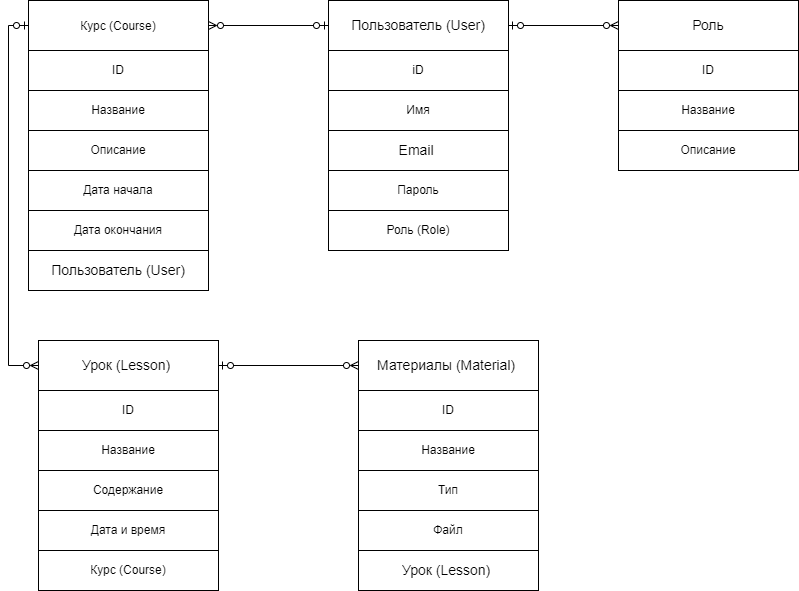 Курс (Course)
ID
Название
Описание
Дата начала
Дата окончания
Пользователь (User)
Пользователь (User)
iD
Имя
Email
Пароль
Роль (Role)
Роль
ID
Название
Описание
Урок (Lesson)
ID
Название
Содержание
Дата и время
Курс (Course)
Материалы (Material)
ID
Название
Тип
Файл
Урок (Lesson)